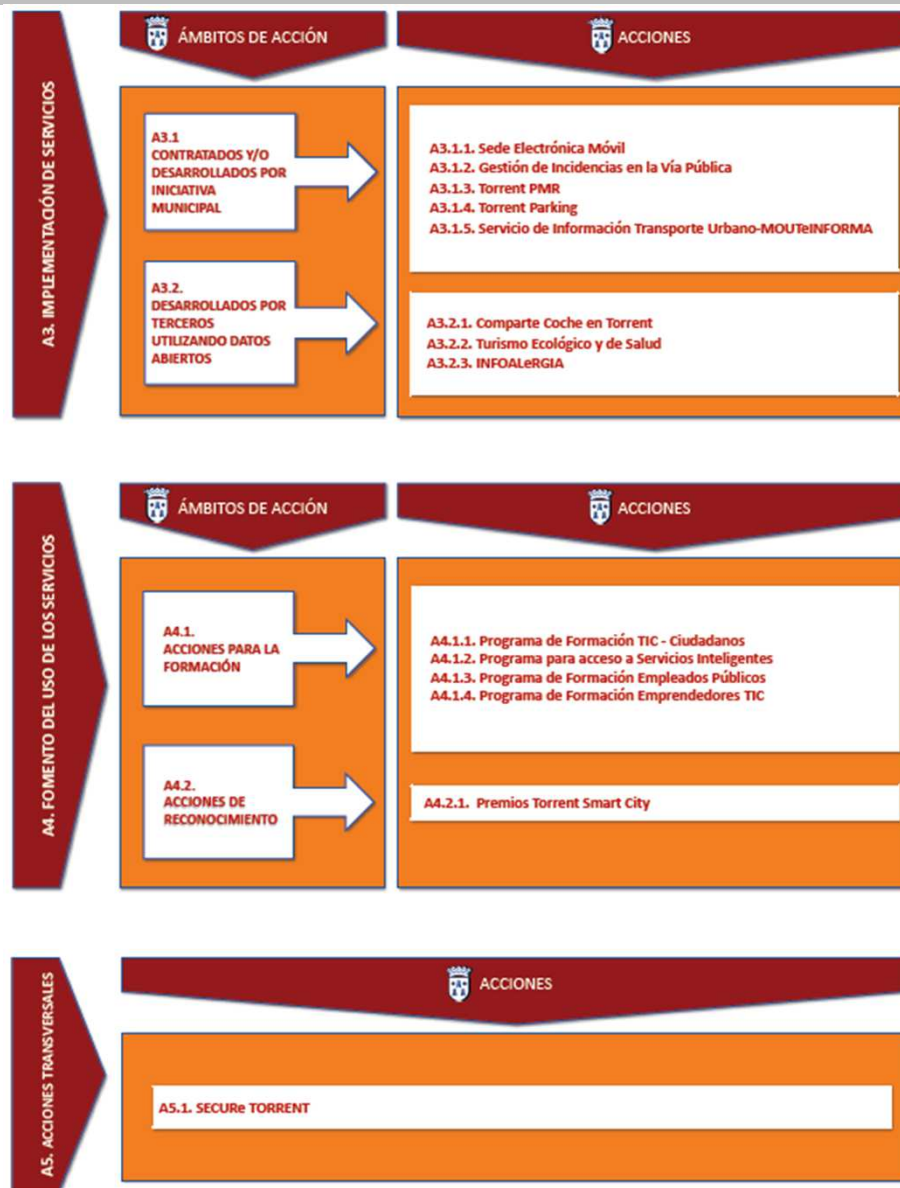 A3. IMPLEMENTACIÓN DE SERVICIOS
ÁMBITOS DE ACCIÓN
ACCIONES
A3.1
CONTRATADOS Y/O
DESARROLLADOS POR
INICIATIVA
MUNICIPAL
A3.1.1. Sede Electrónica Móvil
A3.1.2. Gestión de Incidencias en la Vía Pública
A3.1.3. Torrent PMR
A3.1.4. Torrent Parking
A3.1.5. Servicio de Información Transporte Urbano-MOUTeINFORMA
A3.2.
DESARROLLADOS POR
TERCEROS
UTILIZANDO DATOS
ABIERTOS
A3.2.1. Comparte Coche en Torrent
A3.2.2. Turismo Ecológico y de Salud
A3.2.3. INFOALeRGIA
A4. FOMENTO DEL USO DE LOS SERVICIOS
ÁMBITOS DE ACCIÓN
ACCIONES
A4.1.
ACCIONES PARA LA
FORMACIÓN
A4.1.1. Programa de Formación TIC - Ciudadanos
A4.1.2. Programa para acceso a Servicios Inteligentes
A4.1.3. Programa de Formación Empleados Públicos
A4.1.4. Programa de Formación Emprendedores TIC
A4.2.
ACCIONES DE
RECONOCIMIENTO
A4.2.1. Premios Torrent Smart City
A5. ACCIONES TRANSVERSALES
ACCIONES
A5.1. SECURe TORRENT